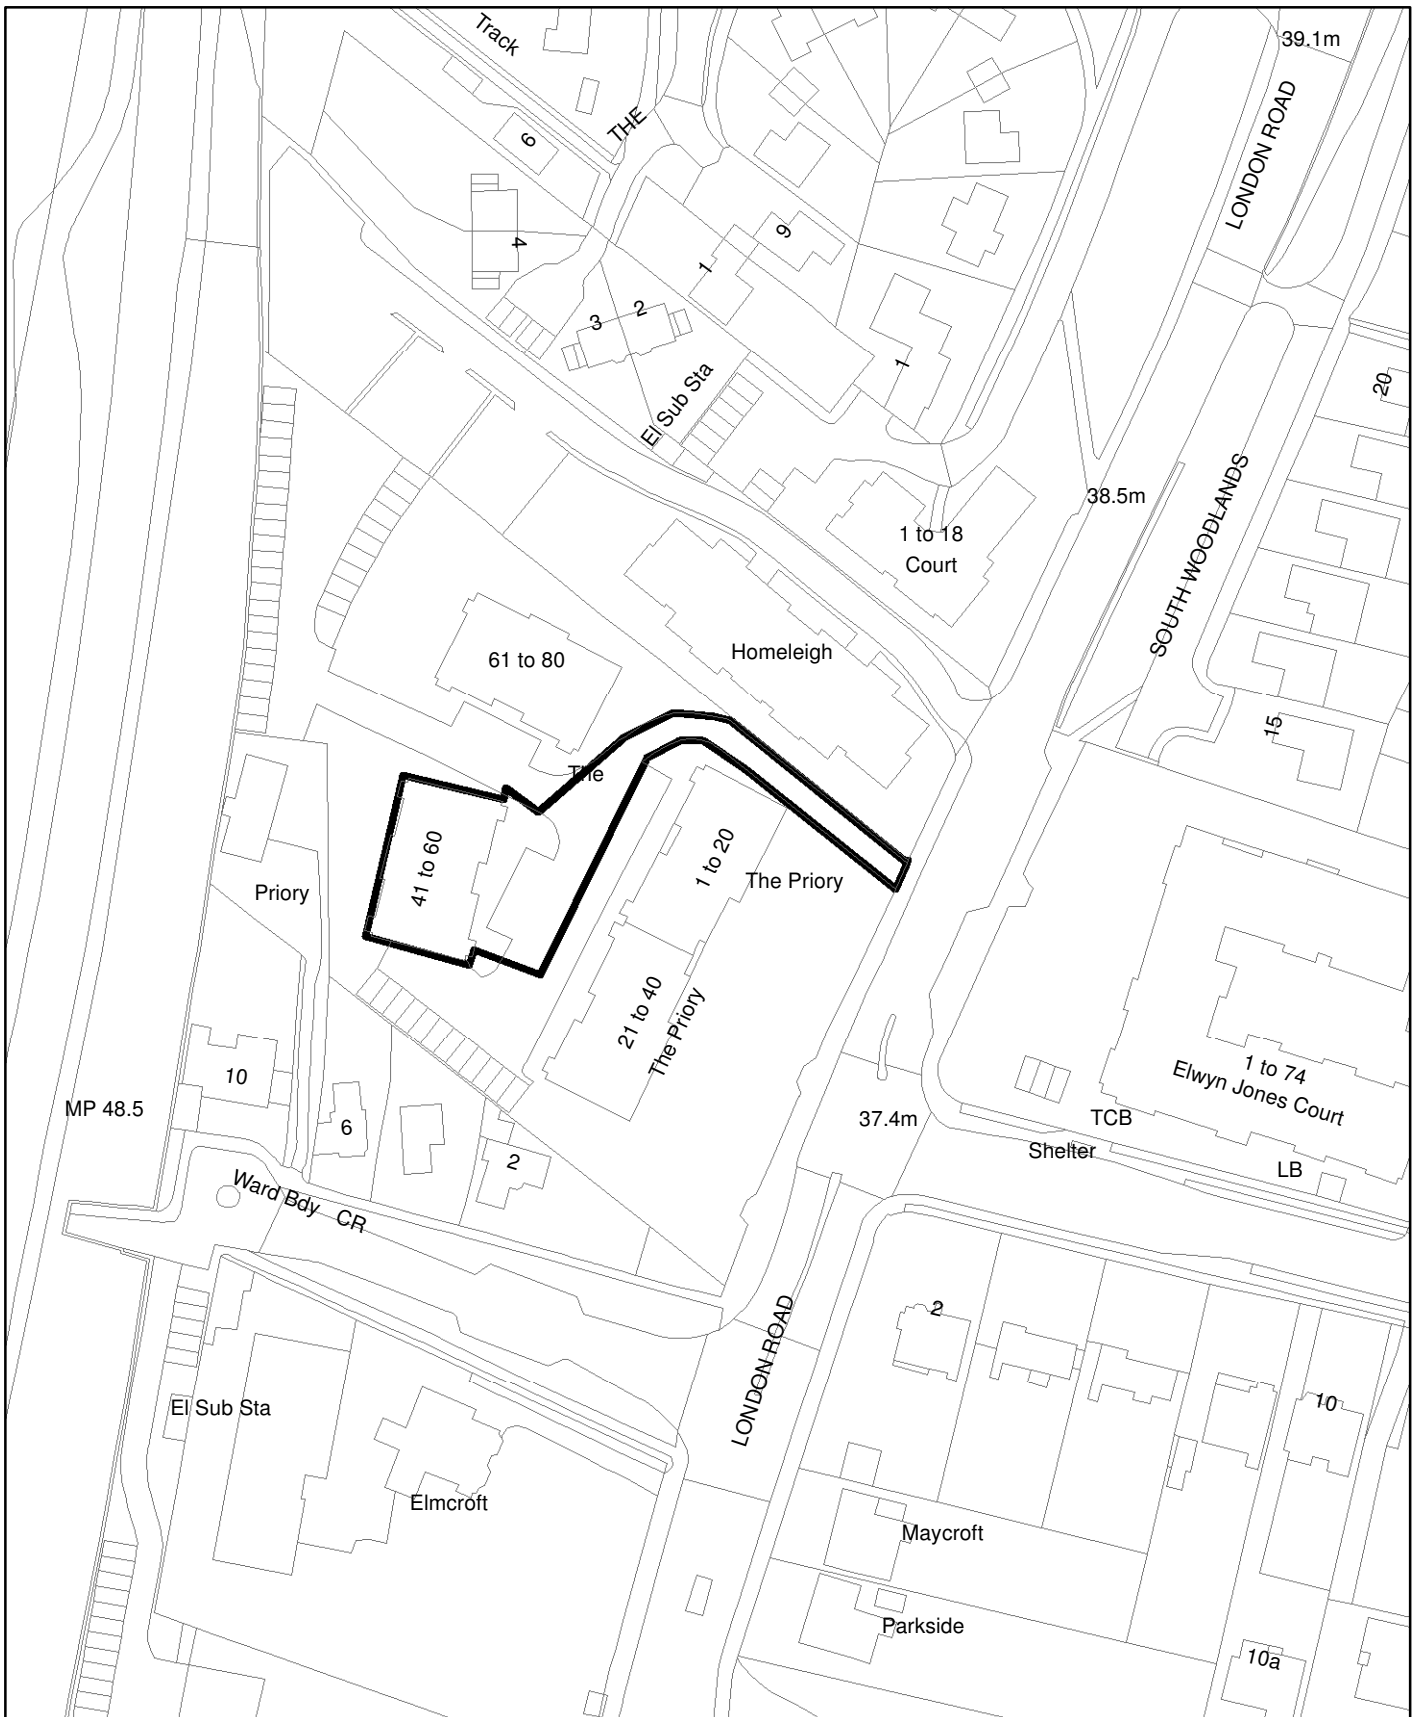 Track
39.1m
THE
6
LONDON ROAD
4
9
1
3
2
1
El Sub Sta
20
38.5m
SOUTH WOODLANDS
1 to 18
Court
Homeleigh
61 to 80
15
The
41 to 60
1 to 20
The Priory
Priory
21 to 40
The Priory
10
MP 48.5
6
2
1 to 74
Elwyn Jones Court
37.4m
TCB
Shelter
LB
Ward Bdy
CR
2
LONDON ROAD
El Sub Sta
10
Elmcroft
Maycroft
Parkside
10a